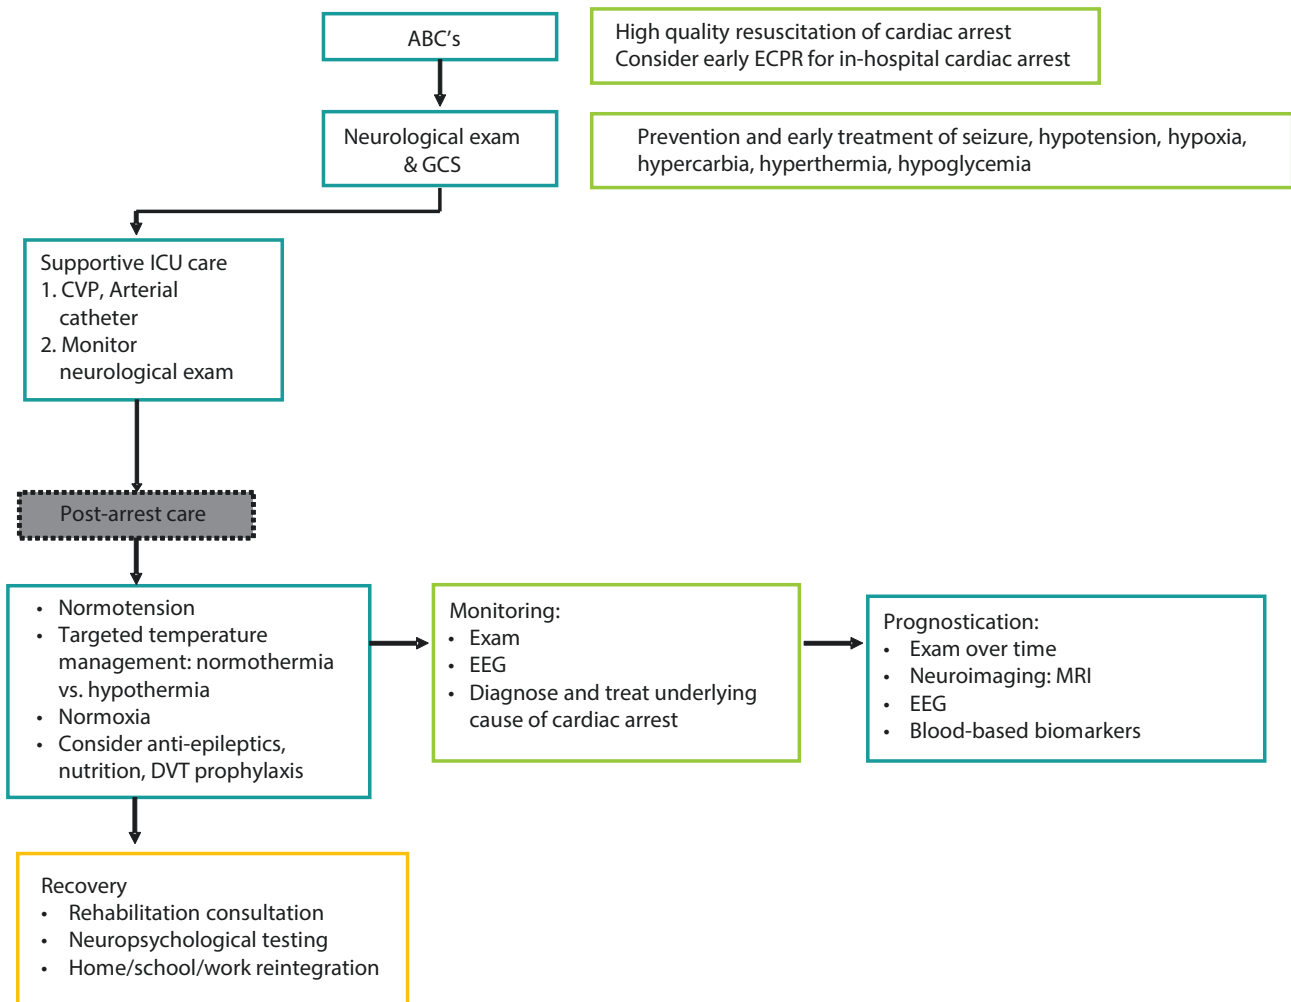 ABC's
High quality resuscitation of cardiac arrest
Consider early ECPR for in-hospital cardiac arrest
Neurological exam
& GCS
Prevention and early treatment of seizure, hypotension, hypoxia,
hypercarbia, hyperthermia, hypoglycemia
Supportive ICU care
1. CVP, Arterial
catheter
2. Monitor
neurological exam
Post-arrest care
• Normotension
• Targeted temperature
management: normothermia
vs. hypothermia
• Normoxia
• Consider anti-epileptics,
nutrition, DVT prophylaxis
Monitoring:
• Exam
• EEG
• Diagnose and treat underlying
cause of cardiac arrest
Prognostication:
• Exam over time
• Neuroimaging: MRI
• EEG
• Blood-based biomarkers
Recovery
• Rehabilitation consultation
• Neuropsychological testing
• Home/school/work reintegration